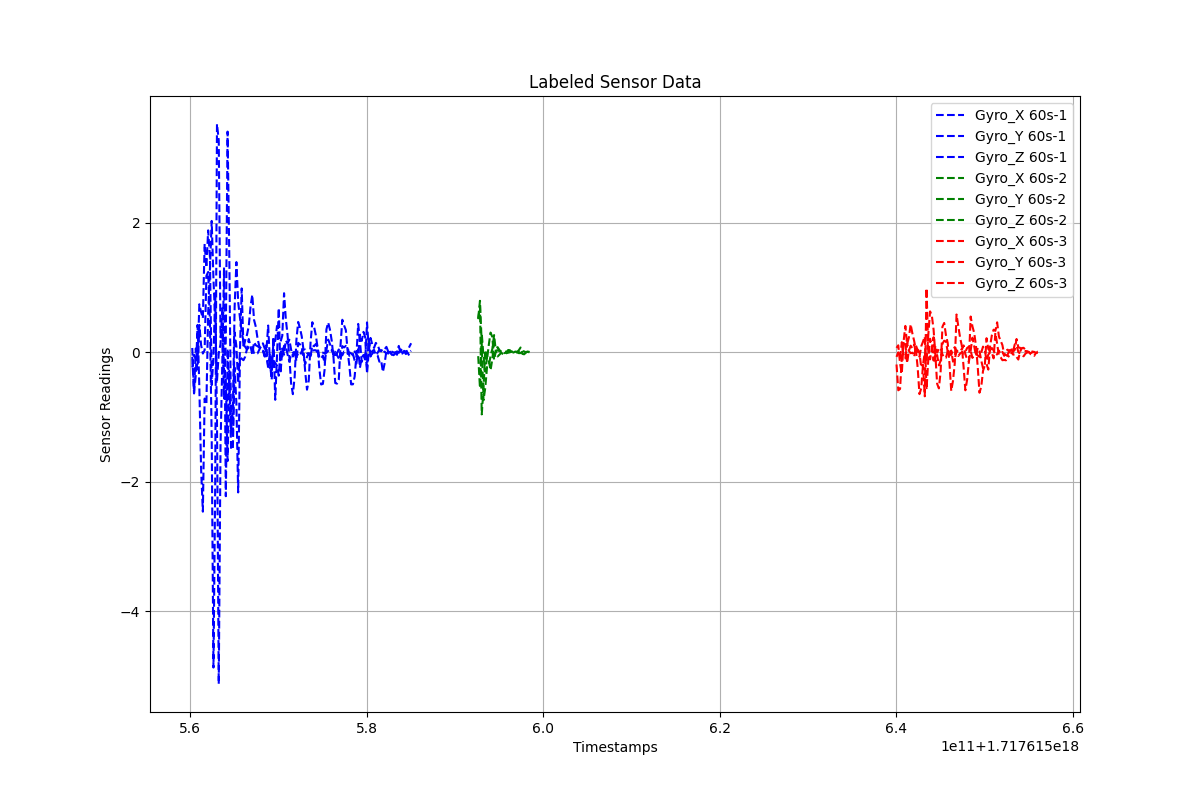 Labeled Sensor Data
Gyro_X 60s-1
Gyro_Y 60s-1
Gyro_Z 60s-1
Gyro_X 60s-2
Gyro_Y 60s-2
Gyro_Z 60s-2
Gyro_X 60s-3
Gyro_Y 60s-3
Gyro_Z 60s-3
Sensor Readings
2
0
−2
−4
5.6 5.8 6.0 6.2 6.4 6.6
Timestamps
1e11+1.717615e18